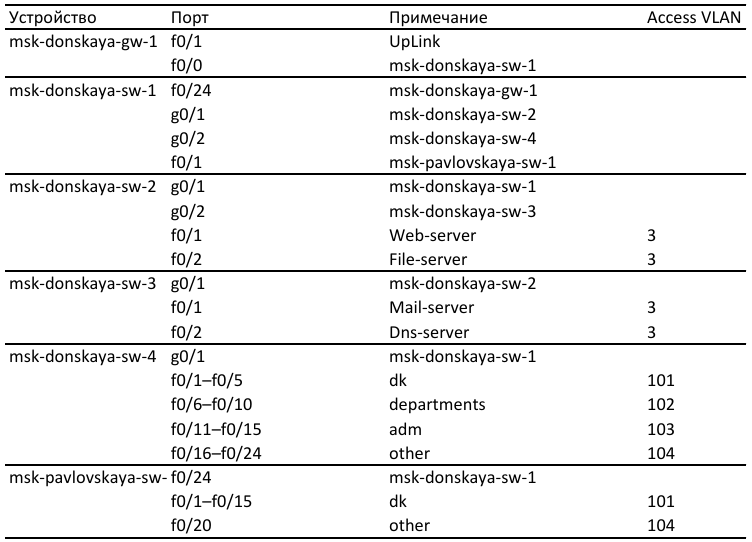 Устройство Порт Примечание Access VLAN
msk-donskaya-gw-1 f0/1 UpLink
f0/0 msk-donskaya-sw-1
msk-donskaya-sw-1 f0/24 msk-donskaya-gw-1
g0/1 msk-donskaya-sw-2
g0/2 msk-donskaya-sw-4
f0/1 msk-pavlovskaya-sw-1
msk-donskaya-sw-2 g0/1 msk-donskaya-sw-1
g0/2 msk-donskaya-sw-3
f0/1 Web-server 3
f0/2 File-server 3
msk-donskaya-sw-3 g0/1 msk-donskaya-sw-2
f0/1 Mail-server 3
f0/2 Dns-server 3
msk-donskaya-sw-4 g0/1 msk-donskaya-sw-1
f0/1–f0/5 dk 101
f0/6–f0/10 departments 102
f0/11–f0/15 adm 103
f0/16–f0/24 other 104
msk-pavlovskaya-sw- f0/24 msk-donskaya-sw-1
f0/1–f0/15 dk 101
f0/20 other 104